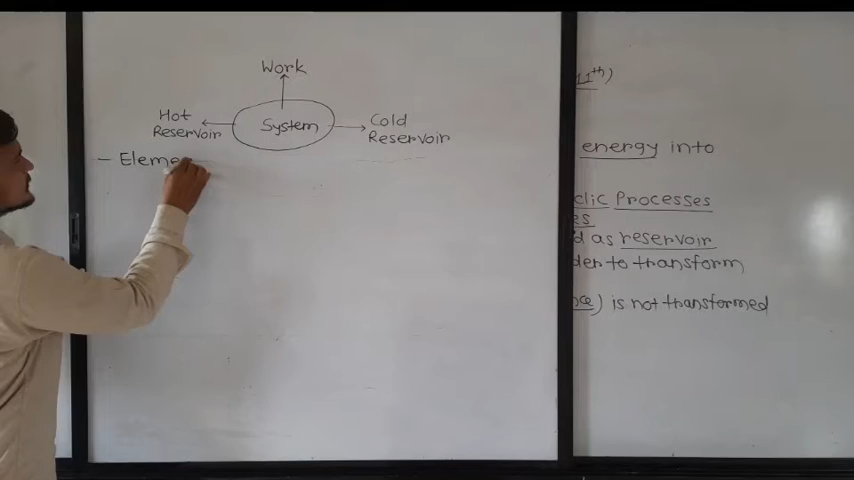 Work
Hot
Reservoir
System
Cold
Reservoir
– Eleme
11th)
energy into
clic Processes
es
d as reservoir
der to transform
nce) is not transformed